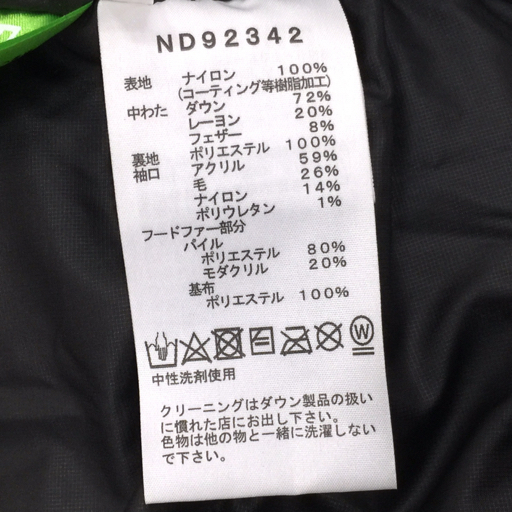 ND92342
表地 ナイロン 100%
(コーティング等樹脂加工)
中わた ダウン 72%
レーヨン 20%
フェザー 8%
裏地 ポリエステル 100%
袖口 アクリル 59%
毛 26%
ナイロン 14%
ポリウレタン 1%
フードファー部分
パイル
ポリエステル 80%
モダクリル 20%
基布
ポリエステル 100%
W
中性洗剤使用
クリーニングはダウン製品の扱い
に慣れた店にお出し下さい。
色物は他の物と一緒に洗濯しない
で下さい。